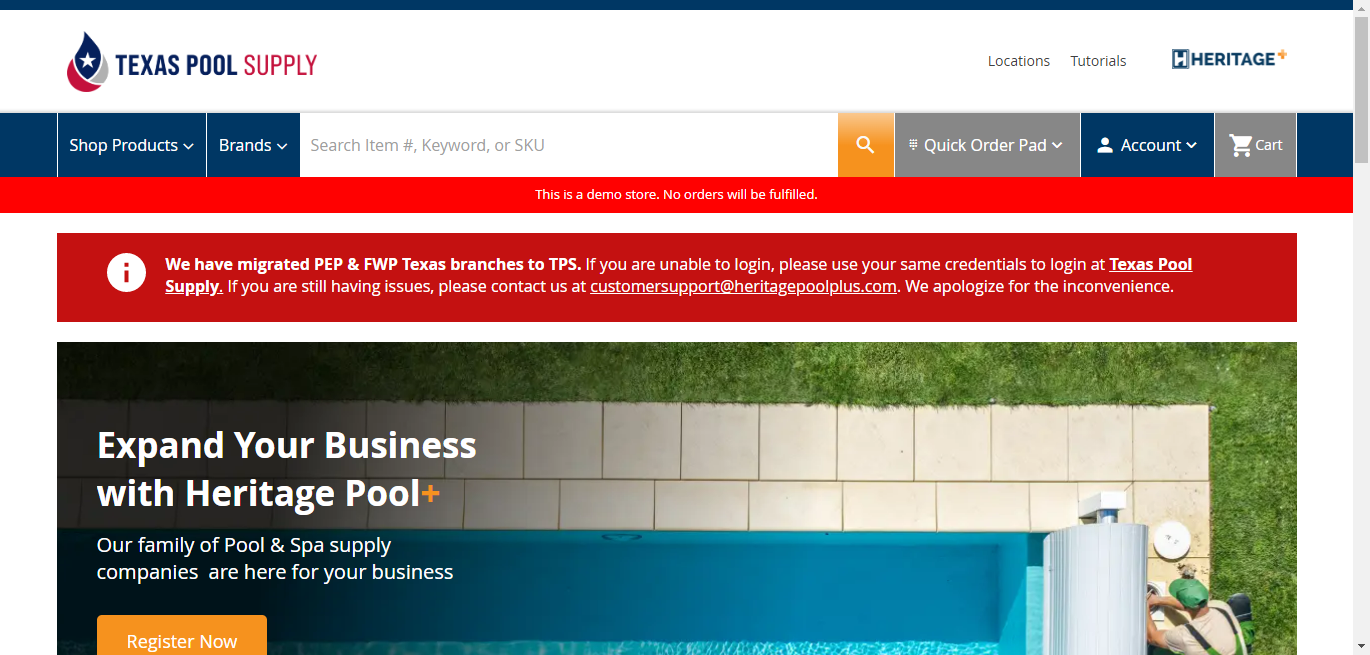 TEXAS POOL SUPPLY
Locations
Tutorials
HERITAGE+
Shop Products
Brands
Search Item #, Keyword, or SKU
Quick Order Pad
Account
Cart
This is a demo store. No orders will be fulfilled.
We have migrated PEP & FWP Texas branches to TPS. If you are unable to login, please use your same credentials to login at Texas Pool
Supply. If you are still having issues, please contact us at customersupport@heritagepoolplus.com. We apologize for the inconvenience.
Expand Your Business
with Heritage Pool+
Our family of Pool & Spa supply
companies  are here for your business
Register Now